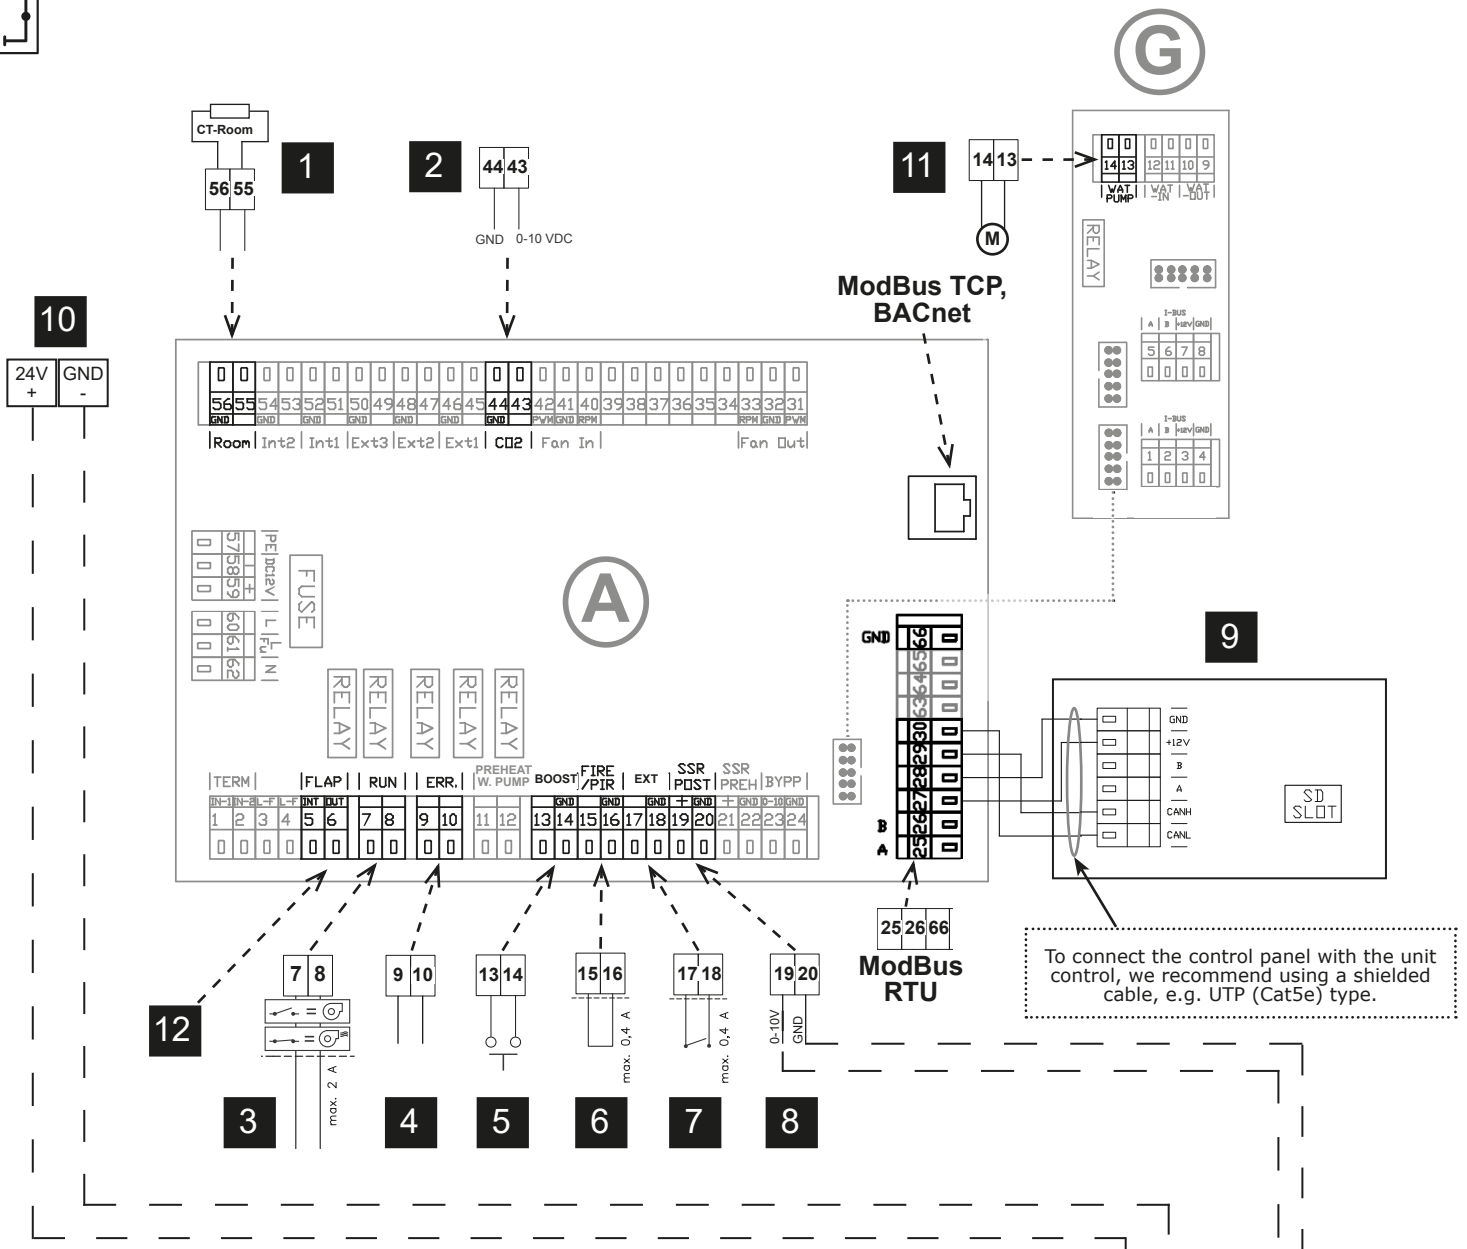 G
CT-Room
56 55
1
2
44 43
GND 0-10 VDC
11
14 13
M
14 13 12 11 10 9
WAT PUMP
WAT -IN
WAT -OUT
RELAY
I-BUS
A B +12V GND
5 6 7 8
I-BUS
A B +12V GND
1 2 3 4
ModBus TCP,
BACnet
10
24V +
GND -
56 55 54 53 52 51 50 49 48 47 46 45 44 43 42 41 40 39 38 37 36 35 34 33 32 31
GND GND GND GND GND GND GND PWM GND RPM RPM GND PWM
Room Int2 Int1 Ext3 Ext2 Ext1 CO2 Fan In Fan Out
57 58 59
PE DC12V
- +
60 61 62
L L Fu N
FUSE
A
RELAY
RELAY
RELAY
RELAY
RELAY
GND
66
65
64
63
30
29
28
27
B 26
A 25
9
GND
+12V
B
A
CANH
CANL
SD
SLOT
TERM FLAP RUN ERR. PREHEAT W. PUMP BOOST FIRE /PIR EXT SSR POST SSR PREH BYPP
IN-1 IN-2 L-F L-F INT OUT GND GND GND + GND + GND 0-10 GND
1 2 3 4 5 6 7 8 9 10 11 12 13 14 15 16 17 18 19 20 21 22 23 24
25 26 66
ModBus
RTU
To connect the control panel with the unit
control, we recommend using a shielded
cable, e.g. UTP (Cat5e) type.
12
7 8
=
=
max. 2 A
3
9 10
4
13 14
5
15 16
max. 0,4 A
6
17 18
max. 0,4 A
7
19 20
0-10V
GND
8